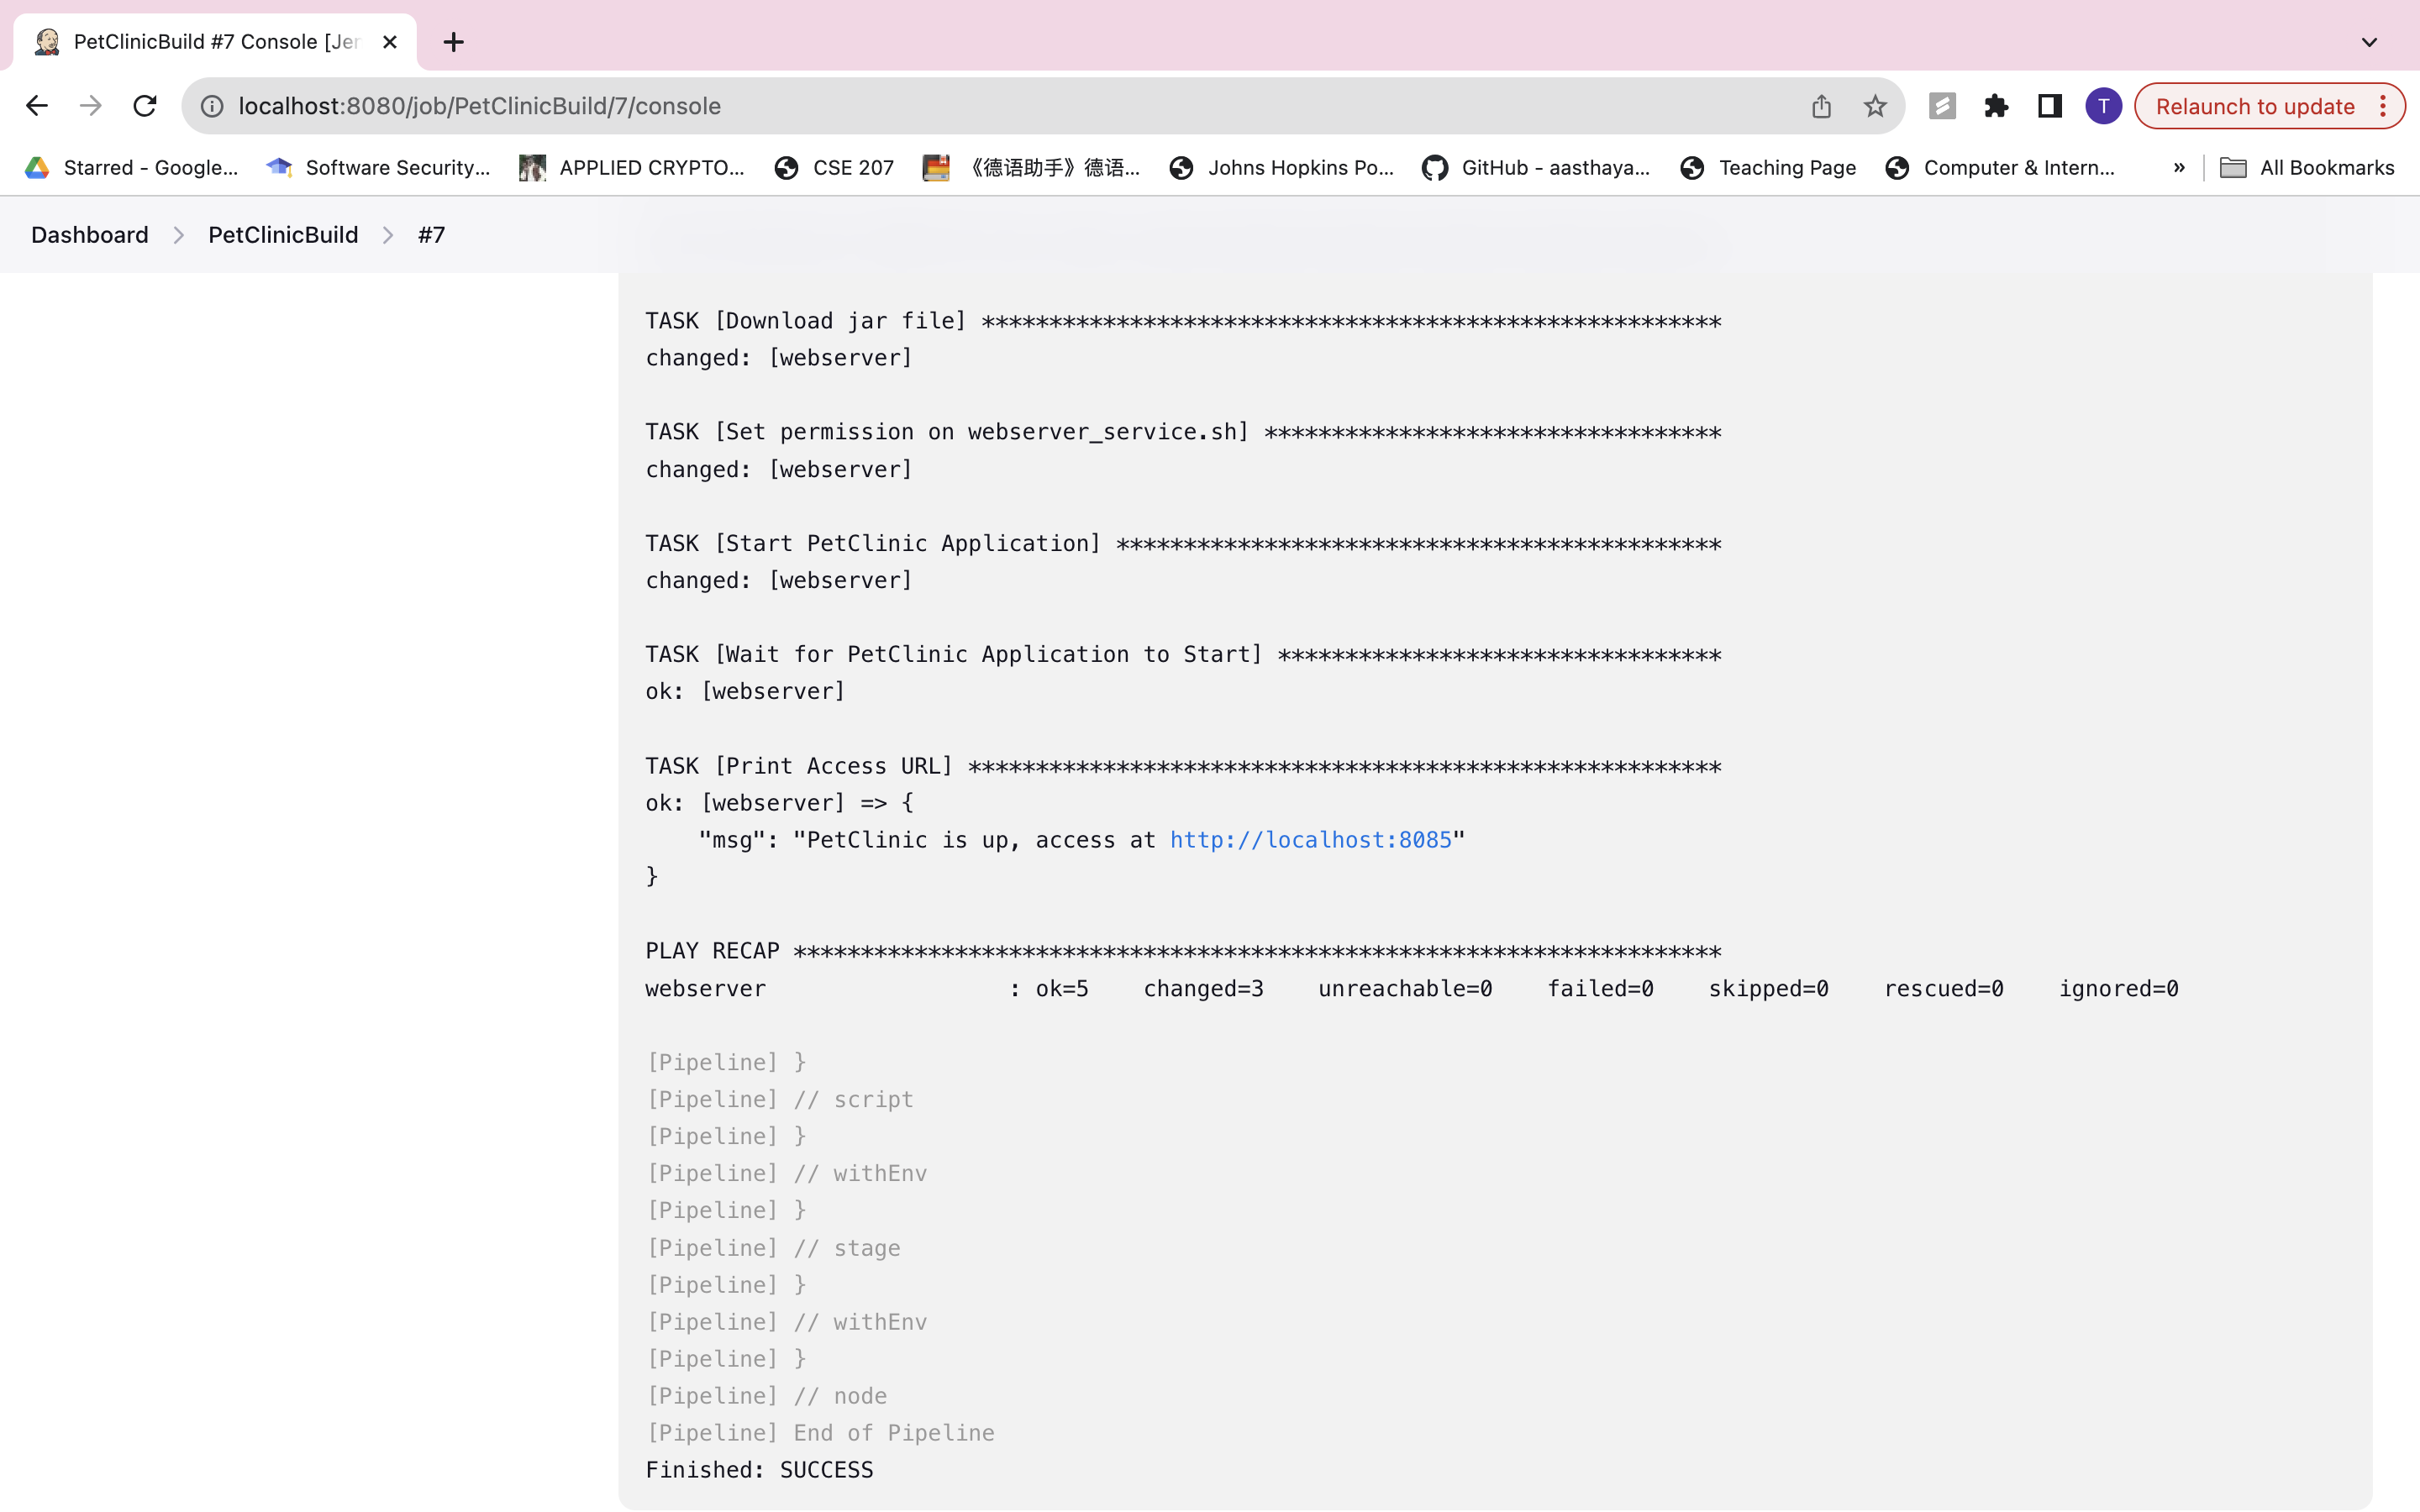 PetClinicBuild #7 Console [Jen
localhost:8080/job/PetClinicBuild/7/console
T
Relaunch to update
Starred - Google... Software Security... APPLIED CRYPTO... CSE 207 《德语助手》德语... Johns Hopkins Po... GitHub - aasthaya... Teaching Page Computer & Intern... » All Bookmarks
Dashboard > PetClinicBuild > #7
TASK [Download jar file] *******************************************************
changed: [webserver]
TASK [Set permission on webserver_service.sh] **********************************
changed: [webserver]
TASK [Start PetClinic Application] *********************************************
changed: [webserver]
TASK [Wait for PetClinic Application to Start] *********************************
ok: [webserver]
TASK [Print Access URL] ********************************************************
ok: [webserver] => {
"msg": "PetClinic is up, access at http://localhost:8085"
}
PLAY RECAP *********************************************************************
webserver : ok=5 changed=3 unreachable=0 failed=0 skipped=0 rescued=0 ignored=0
[Pipeline] }
[Pipeline] // script
[Pipeline] }
[Pipeline] // withEnv
[Pipeline] }
[Pipeline] // stage
[Pipeline] }
[Pipeline] // withEnv
[Pipeline] }
[Pipeline] // node
[Pipeline] End of Pipeline
Finished: SUCCESS